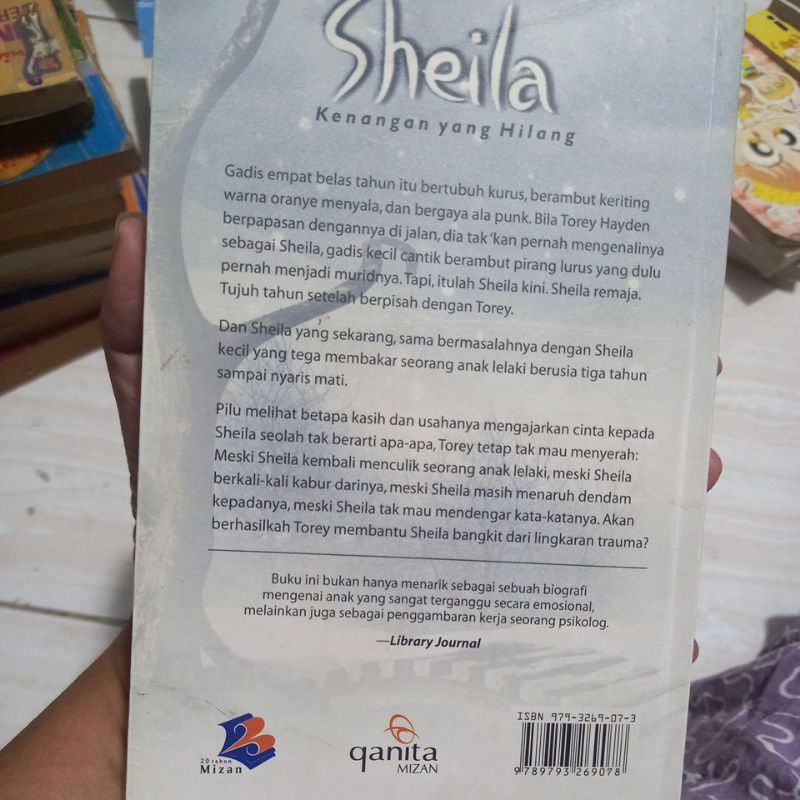 Sheila
Kenangan yang Hilang
Gadis empat belas tahun itu bertubuh kurus, berambut keriting
warna oranye menyala, dan bergaya ala punk. Bila Torey Hayden
berpapasan dengannya di jalan, dia tak 'kan pernah mengenalinya
sebagai Sheila, gadis kecil cantik berambut pirang lurus yang dulu
pernah menjadi muridnya. Tapi, itulah Sheila kini. Sheila remaja.
Tujuh tahun setelah berpisah dengan Torey.
Dan Sheila yang sekarang, sama bermasalahnya dengan Sheila
kecil yang tega membakar seorang anak lelaki berusia tiga tahun
sampai nyaris mati.
Pilu melihat betapa kasih dan usahanya mengajarkan cinta kepada
Sheila seolah tak berarti apa-apa, Torey tetap tak mau menyerah:
Meski Sheila kembali menculik seorang anak lelaki, meski Sheila
berkali-kali kabur darinya, meski Sheila masih menaruh dendam
kepadanya, meski Sheila tak mau mendengar kata-katanya. Akan
berhasilkah Torey membantu Sheila bangkit dari lingkaran trauma?
Buku ini bukan hanya menarik sebagai sebuah biografi
mengenai anak yang sangat terganggu secara emosional,
melainkan juga sebagai penggambaran kerja seorang psikolog.
—Library Journal
20 tahun
Mizan
qanita
MIZAN
ISBN 979-3269-07-3
9 789793 269078